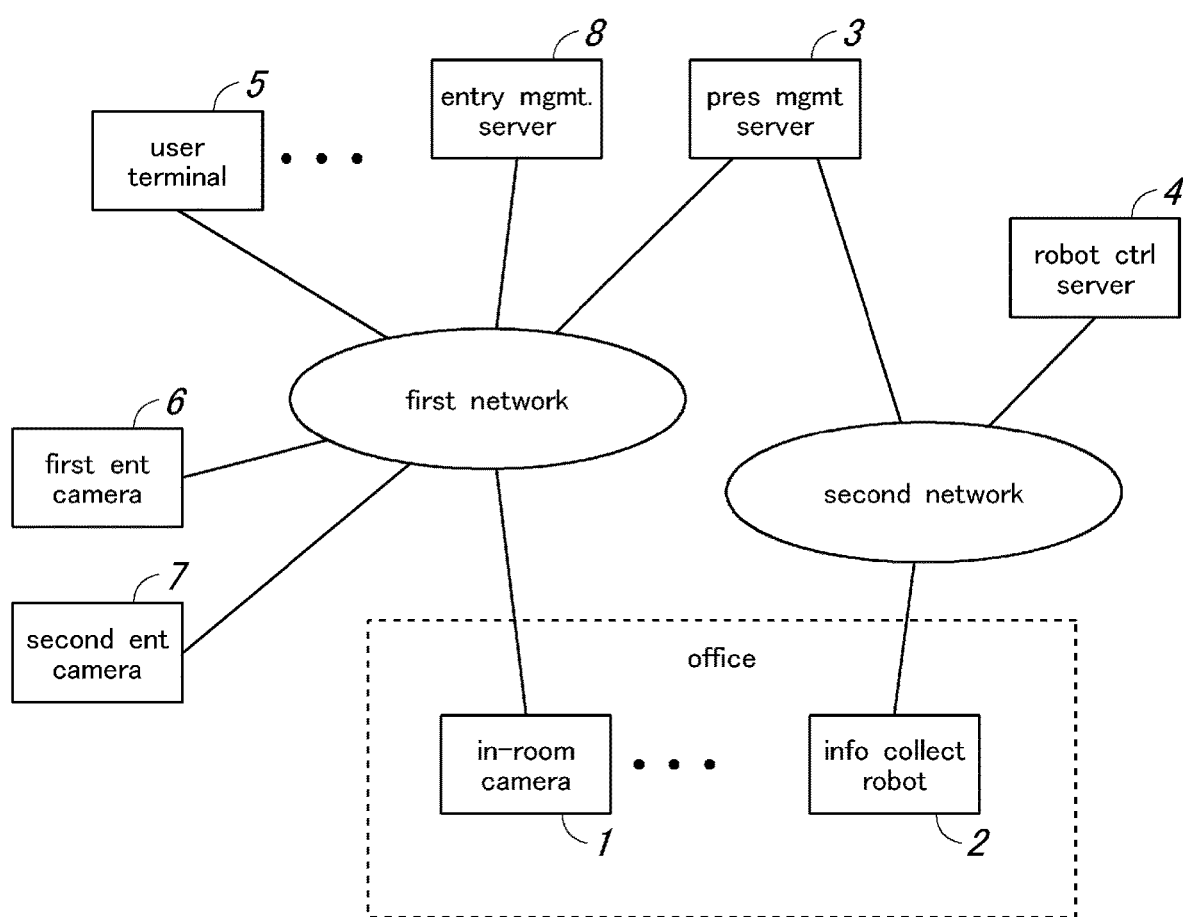 8
3
5
entry mgmt.
server
pres mgmt
server
user
terminal
4
robot ctrl
server
first network
6
first ent
camera
second network
7
second ent
camera
office
in-room
camera
info collect
robot
1
2